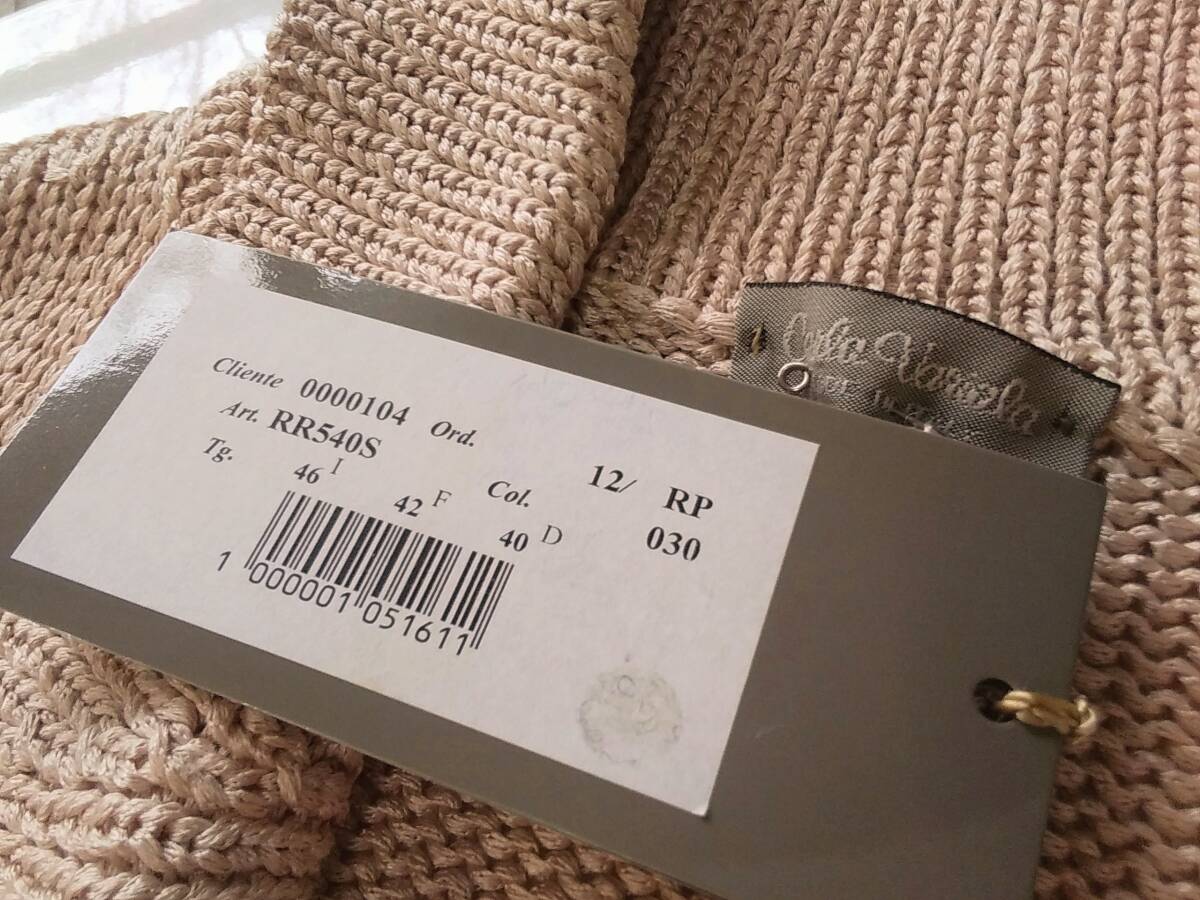 Cliente 0000104 Ord. 12/ RP
Art. RR540S
Tg. 46 I 42 F 40 D Col. 030
1 000001 051611